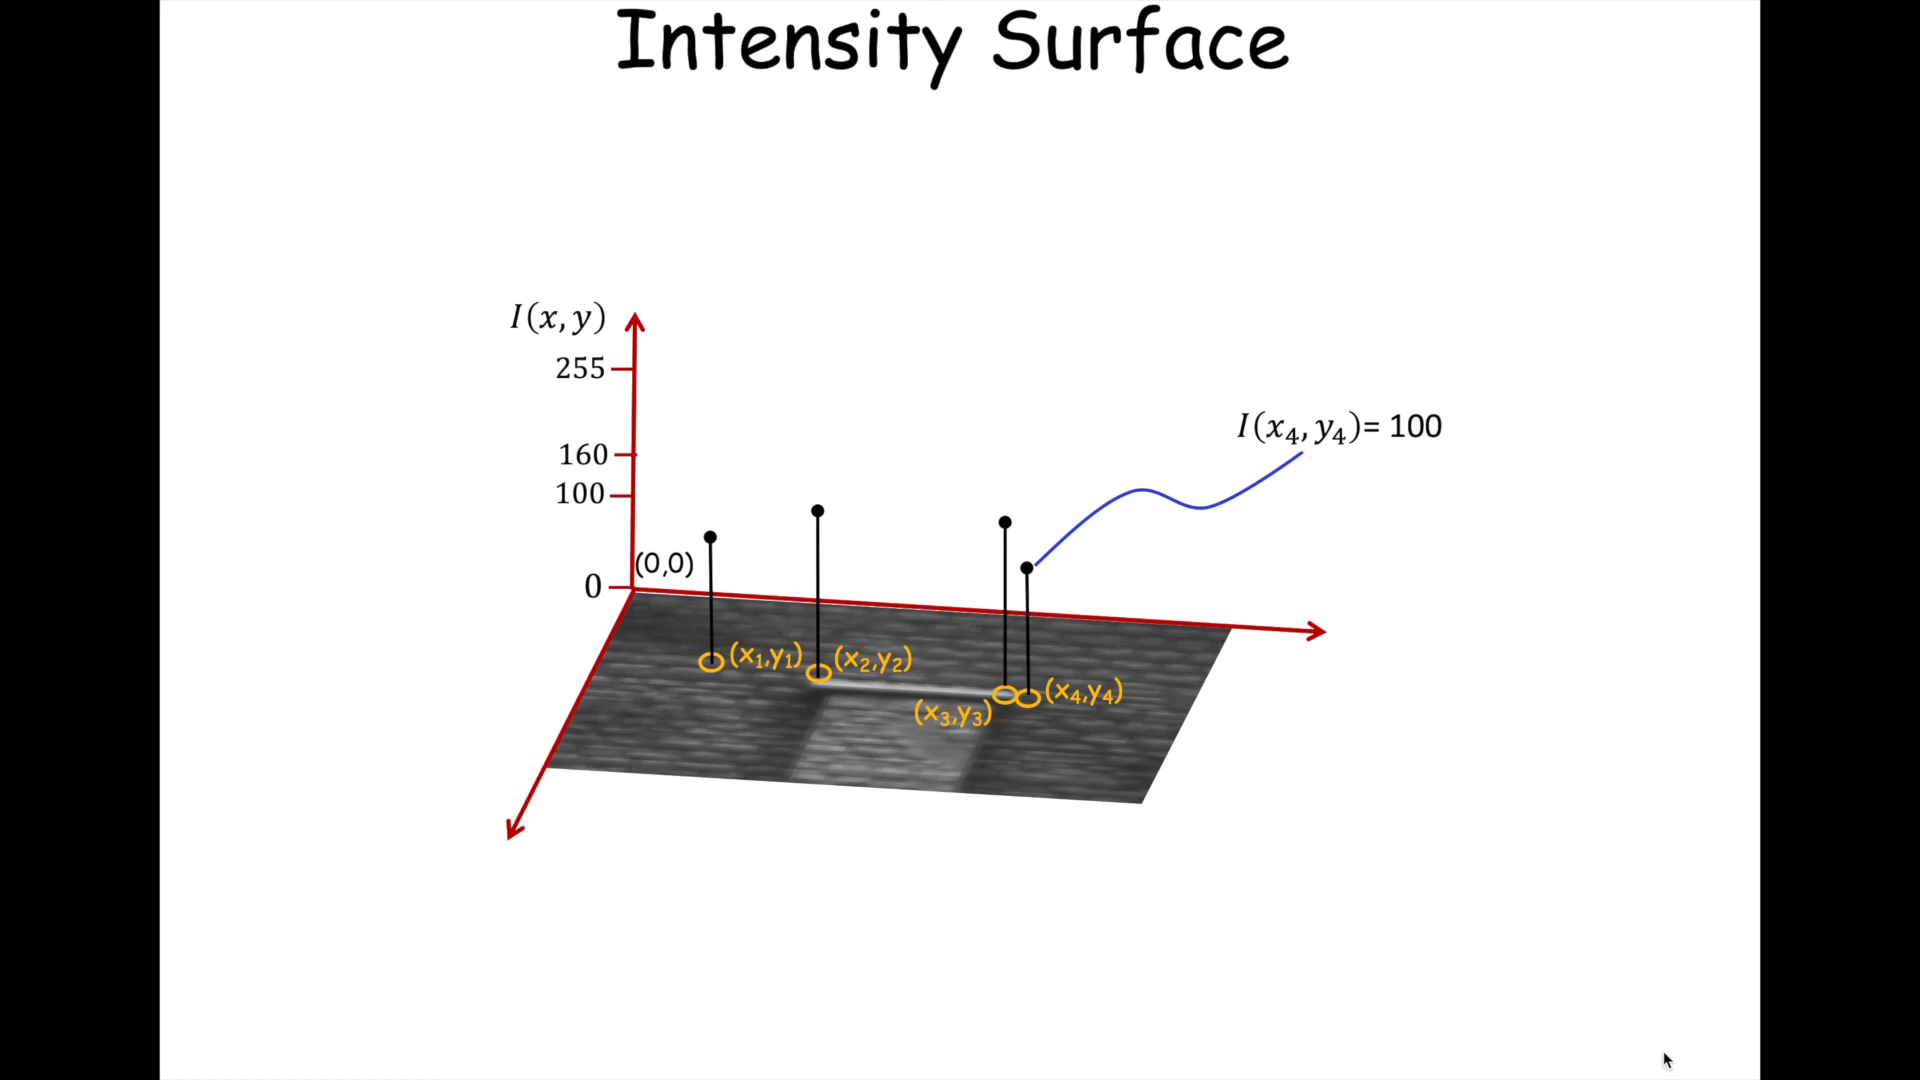 Intensity Surface
I(x, y)
255
160
100
0
(0,0)
I(x₄, y₄)= 100
(x₁,y₁)
(x₂,y₂)
(x₃,y₃)
(x₄,y₄)